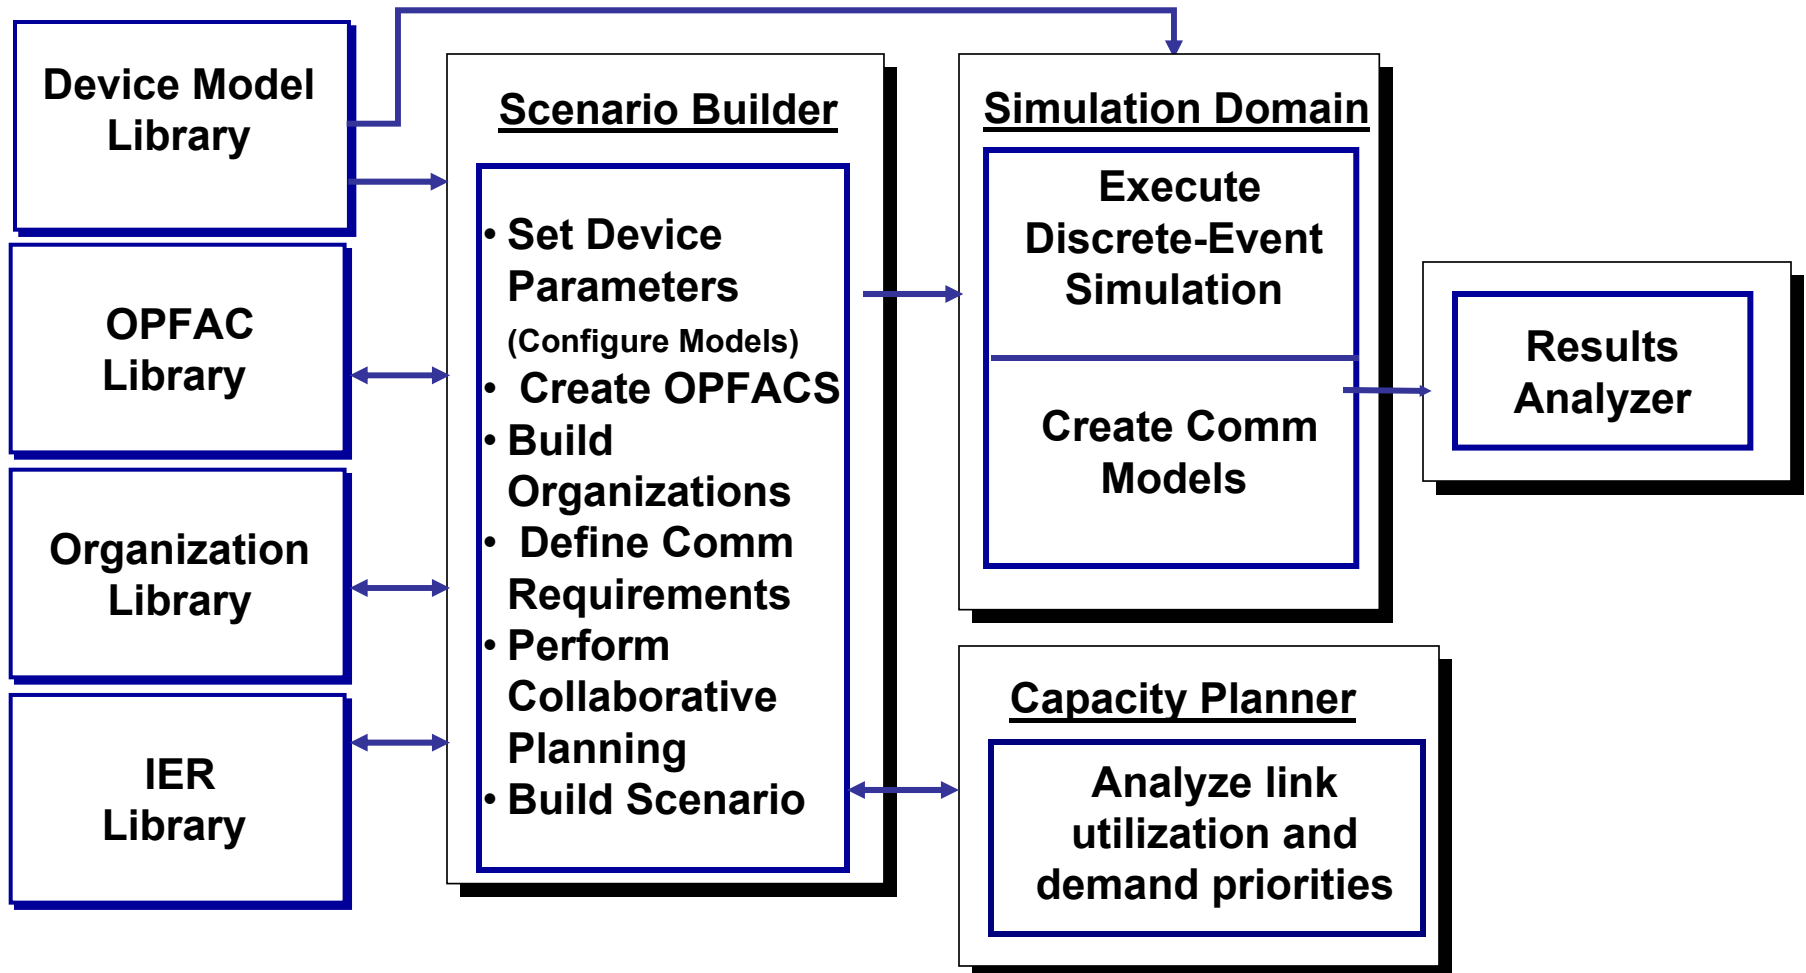 Device Model
Library
OPFAC
Library
Organization
Library
IER
Library
Scenario Builder
• Set Device
Parameters
(Configure Models)
• Create OPFACS
• Build
Organizations
• Define Comm
Requirements
• Perform
Collaborative
Planning
• Build Scenario
Simulation Domain
Execute
Discrete-Event
Simulation
Create Comm
Models
Results
Analyzer
Capacity Planner
Analyze link
utilization and
demand priorities